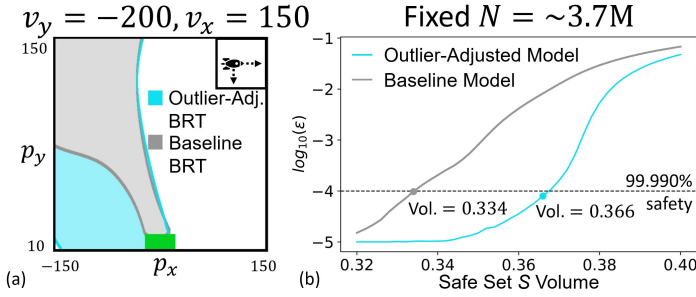 v_y = −200, v_x = 150
150
p_y
10
−150
p_x
150
Outlier-Adj.
BRT
Baseline
BRT
(a)
Fixed N = ~3.7M
−1
−2
−3
−4
−5
log₁₀(ε)
Outlier-Adjusted Model
Baseline Model
99.990%
safety
Vol. = 0.334
Vol. = 0.366
0.32
0.34
0.36
0.38
0.40
Safe Set S Volume
(b)